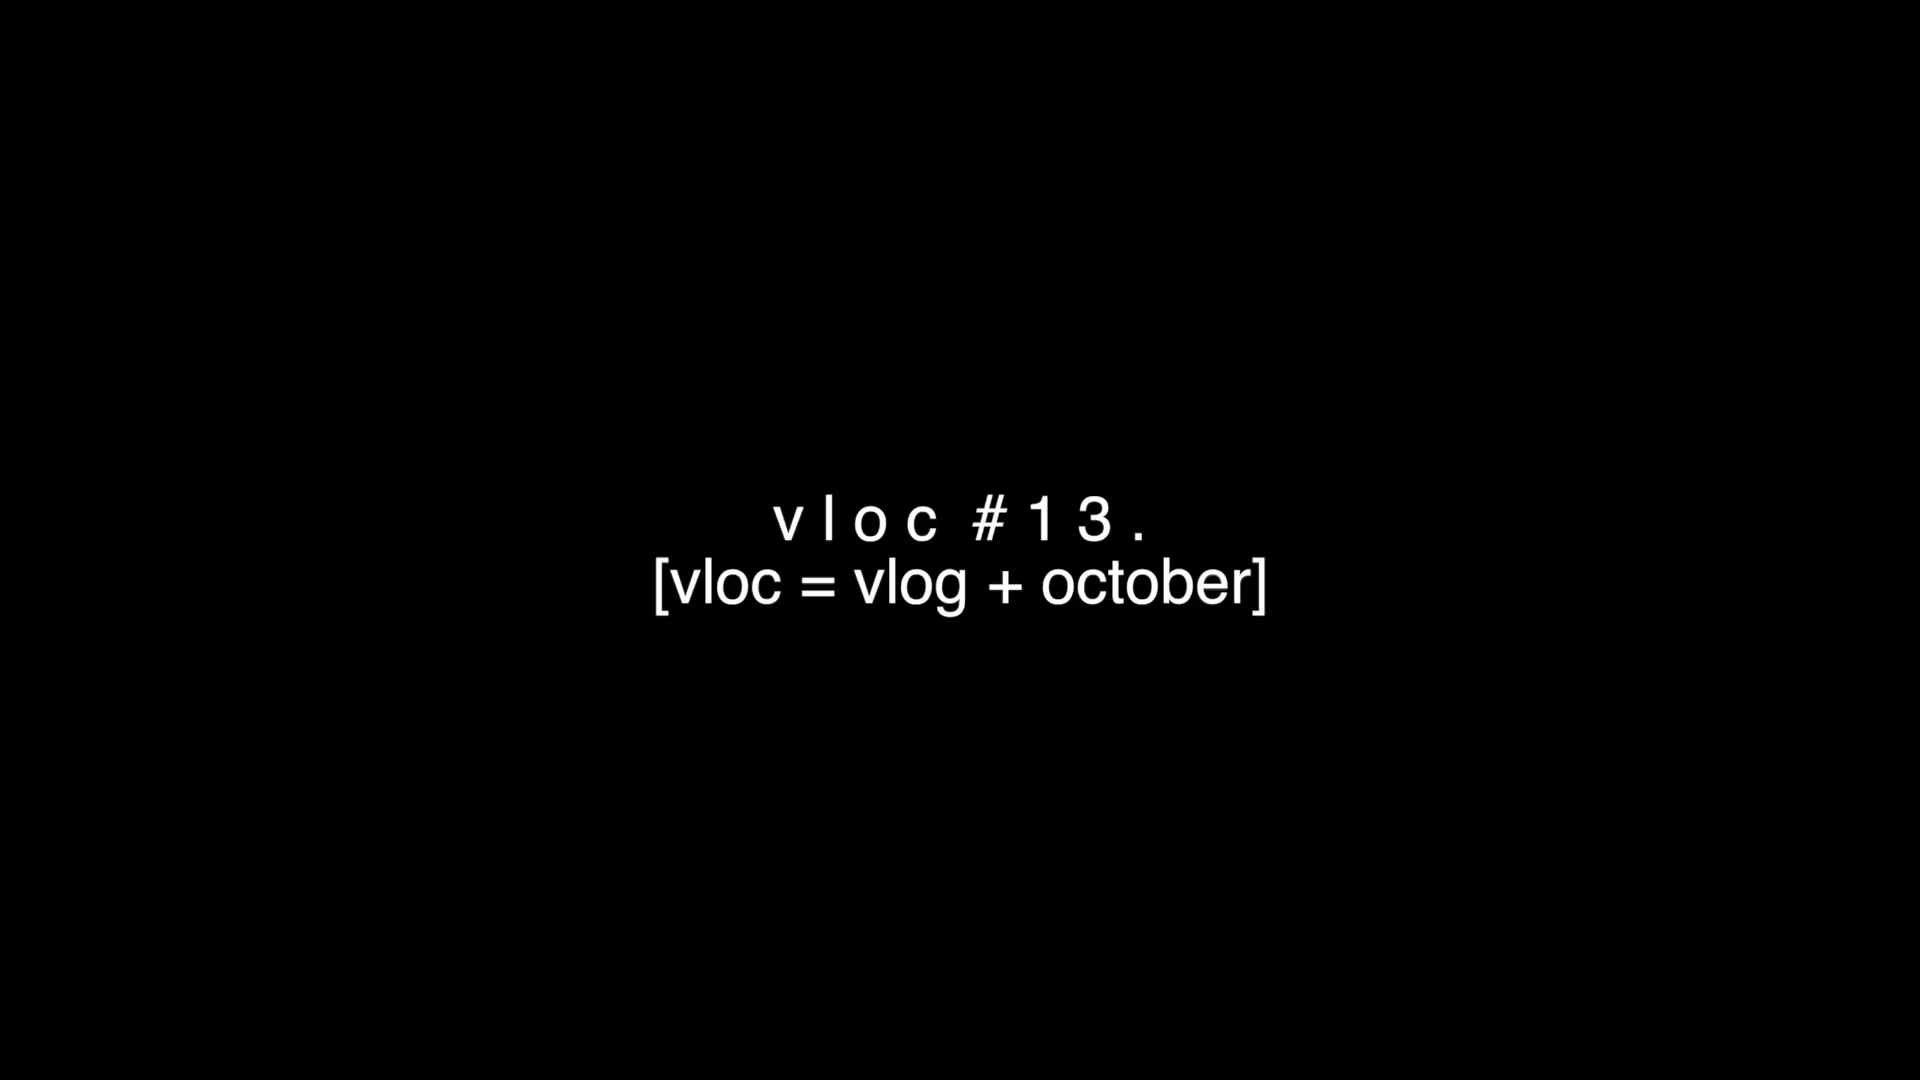 v l o c  # 1 3 .
[vloc = vlog + october]